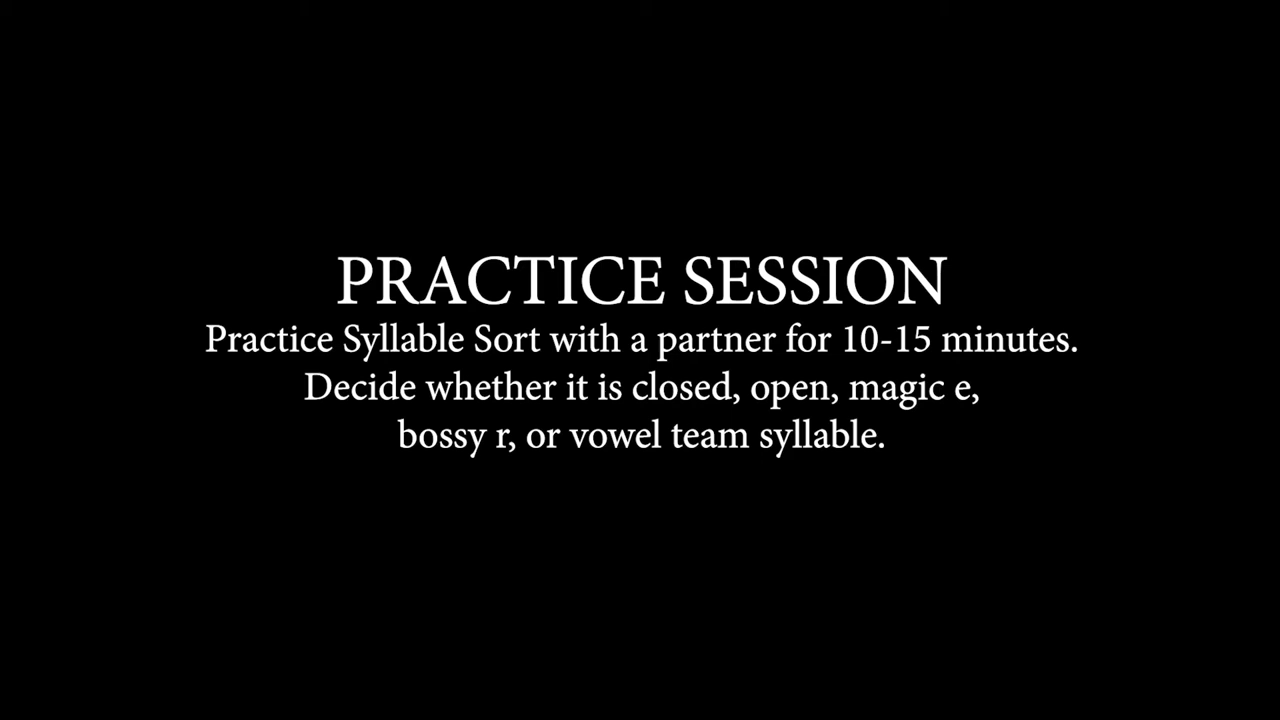 PRACTICE SESSION
Practice Syllable Sort with a partner for 10-15 minutes.
Decide whether it is closed, open, magic e,
bossy r, or vowel team syllable.